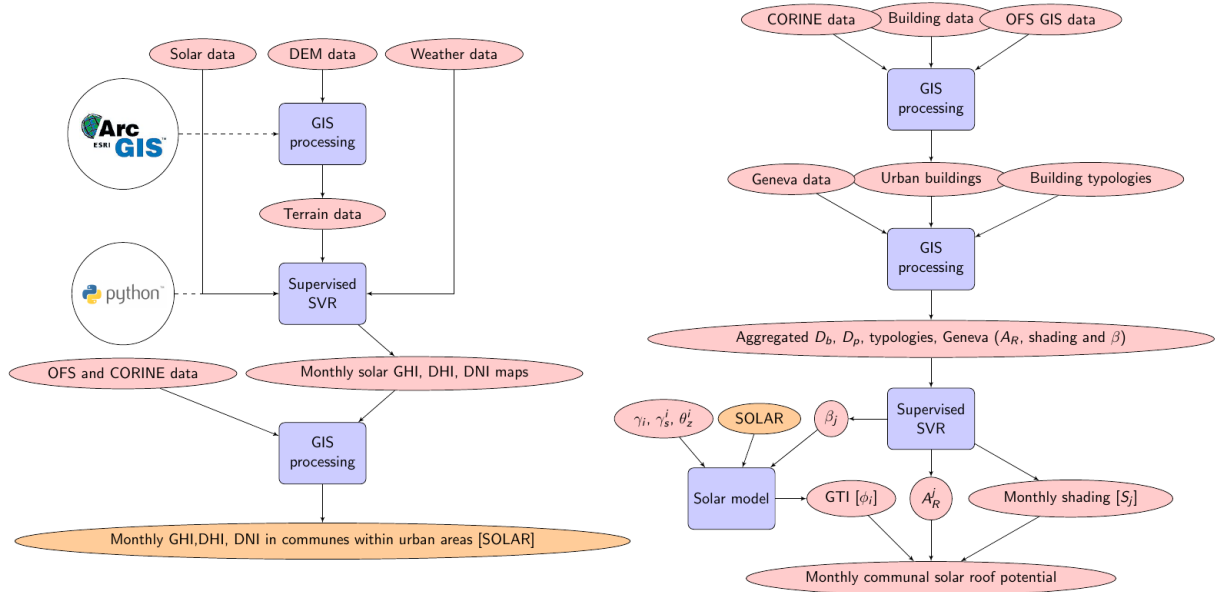 Solar data
DEM data
Weather data
Arc
ESRI GIS™
GIS
processing
Terrain data
python™
Supervised
SVR
OFS and CORINE data
Monthly solar GHI, DHI, DNI maps
GIS
processing
Monthly GHI,DHI, DNI in communes within urban areas [SOLAR]
CORINE data
Building data
OFS GIS data
GIS
processing
Geneva data
Urban buildings
Building typologies
GIS
processing
Aggregated D_b, D_p, typologies, Geneva (A_R, shading and β)
Supervised
SVR
γ_i, γ_s^i, θ_z^i
SOLAR
β_j
Solar model
GTI [ϕ_i]
A_R^j
Monthly shading [S_j]
Monthly communal solar roof potential